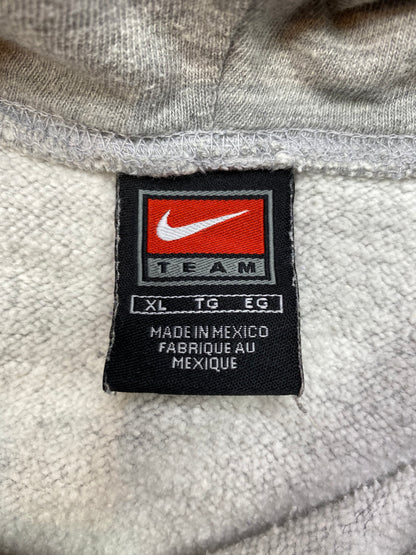 TEAM
XL TG EG
MADE IN MEXICO
FABRIQUE AU
MEXIQUE